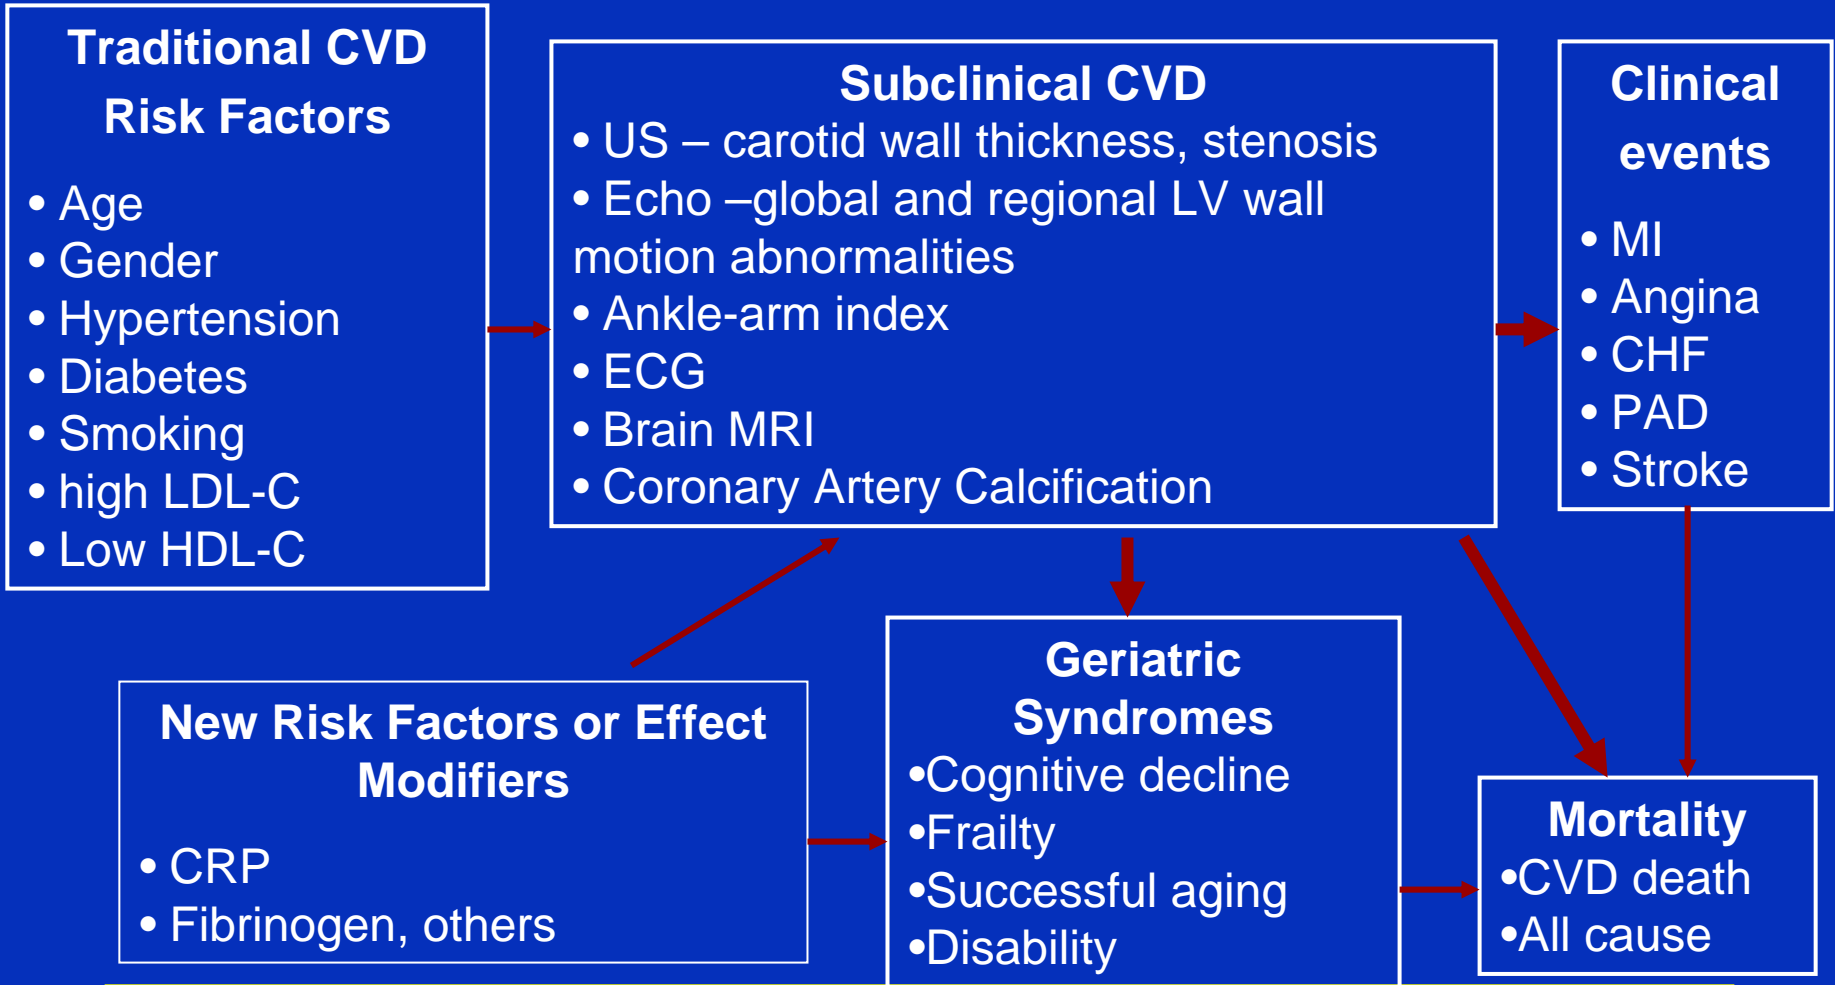 Traditional CVD
Risk Factors
• Age
• Gender
• Hypertension
• Diabetes
• Smoking
• high LDL-C
• Low HDL-C
Subclinical CVD
• US – carotid wall thickness, stenosis
• Echo –global and regional LV wall
motion abnormalities
• Ankle-arm index
• ECG
• Brain MRI
• Coronary Artery Calcification
Clinical
events
• MI
• Angina
• CHF
• PAD
• Stroke
New Risk Factors or Effect
Modifiers
• CRP
• Fibrinogen, others
Geriatric
Syndromes
•Cognitive decline
•Frailty
•Successful aging
•Disability
Mortality
•CVD death
•All cause